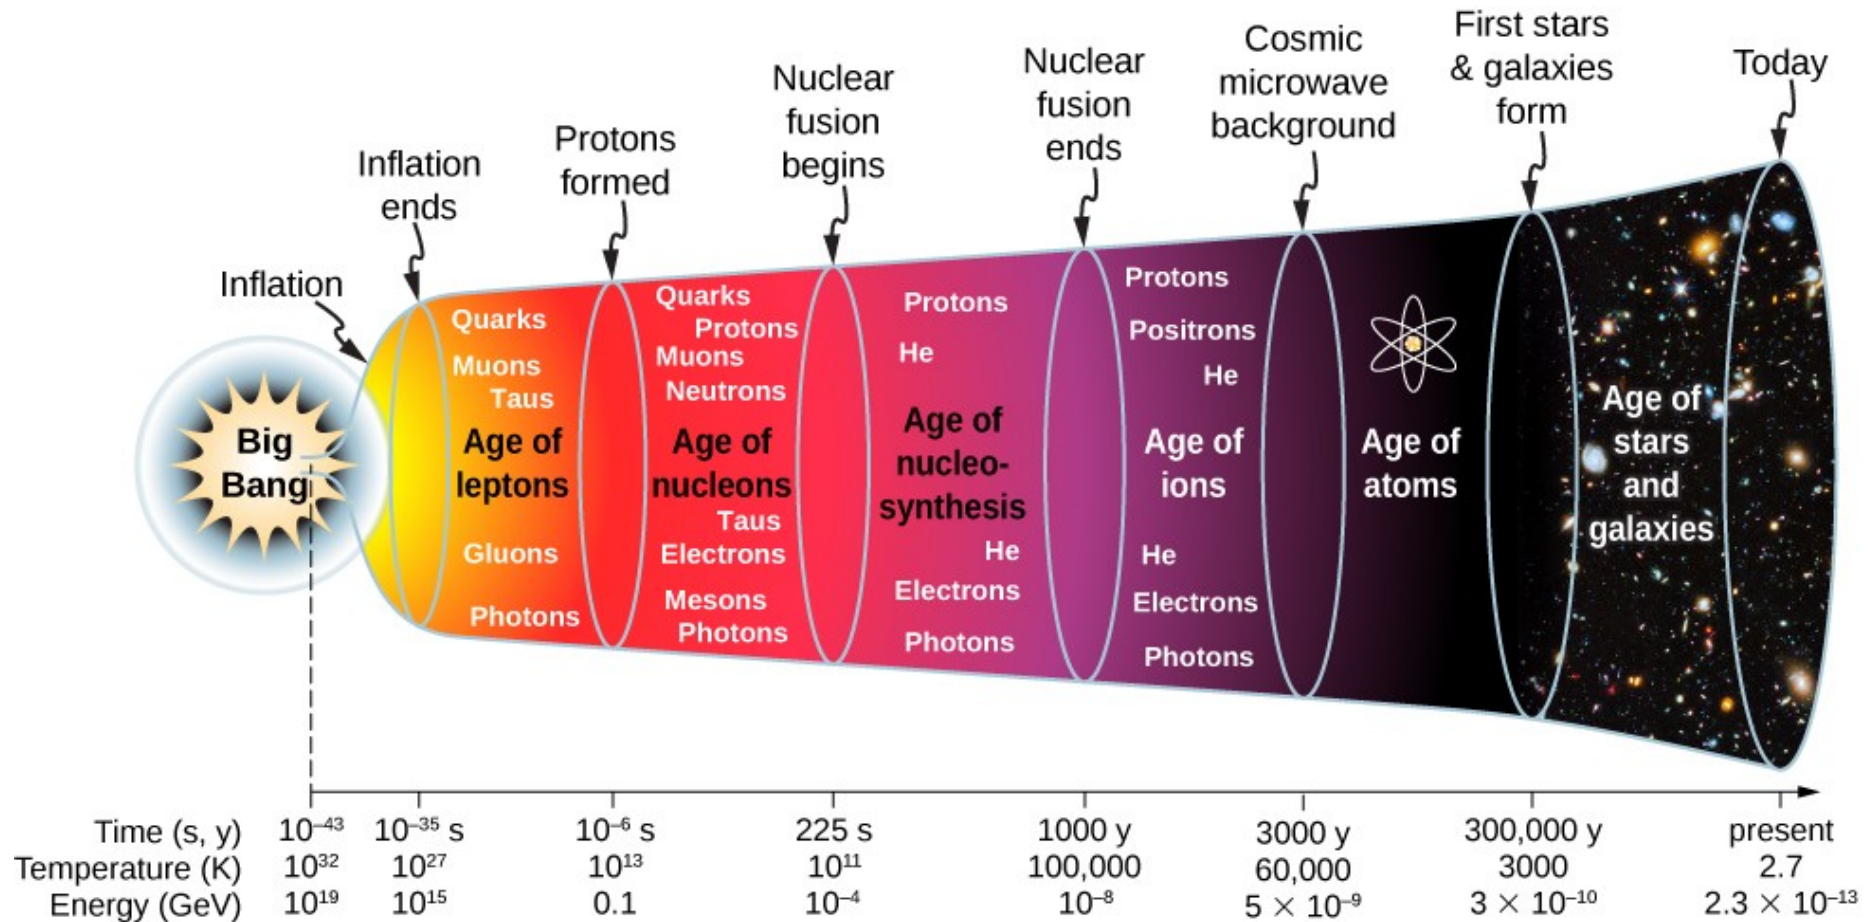 Inflation
Inflation
ends
Protons
formed
Nuclear
fusion
begins
Nuclear
fusion
ends
Cosmic
microwave
background
First stars
& galaxies
form
Today
Big
Bang
Quarks
Muons
Taus
Age of
leptons
Gluons
Photons
Quarks
Protons
Muons
Neutrons
Age of
nucleons
Taus
Electrons
Mesons
Photons
Protons
He
Age of
nucleo-
synthesis
He
Electrons
Photons
Protons
Positrons
He
Age of
ions
He
Electrons
Photons
Age of
atoms
Age of
stars
and
galaxies
Time (s, y) 10⁻⁴³ 10⁻³⁵ s 10⁻⁶ s 225 s 1000 y 3000 y 300,000 y present
Temperature (K) 10³² 10²⁷ 10¹³ 10¹¹ 100,000 60,000 3000 2.7
Energy (GeV) 10¹⁹ 10¹⁵ 0.1 10⁻⁴ 10⁻⁸ 5 × 10⁻⁹ 3 × 10⁻¹⁰ 2.3 × 10⁻¹³